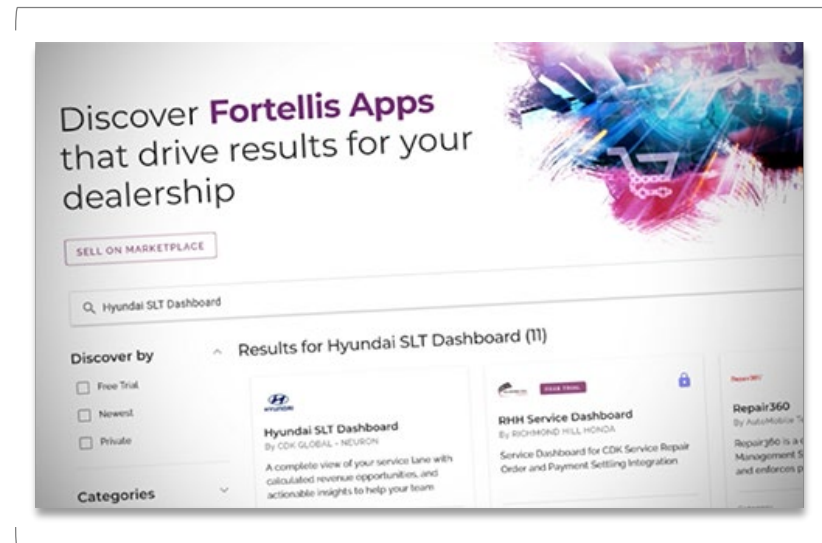 Discover Fortellis Apps
that drive results for your
dealership
SELL ON MARKETPLACE
Hyundai SLT Dashboard
Discover by
Results for Hyundai SLT Dashboard (11)
Free Trial
Newest
Private
Categories
HYUNDAI
Hyundai SLT Dashboard
By CDK GLOBAL - NEURON
A complete view of your service lane with
calculated revenue opportunities, and
actionable insights to help your team
FREE TRIAL
RHH Service Dashboard
By RICHMOND HILL HONDA
Service Dashboard for CDK Service Repair
Order and Payment Settling Integration
Repair360
Repair360
By AutoMobile Te
Repair360 is a c
Management S
and enforces p